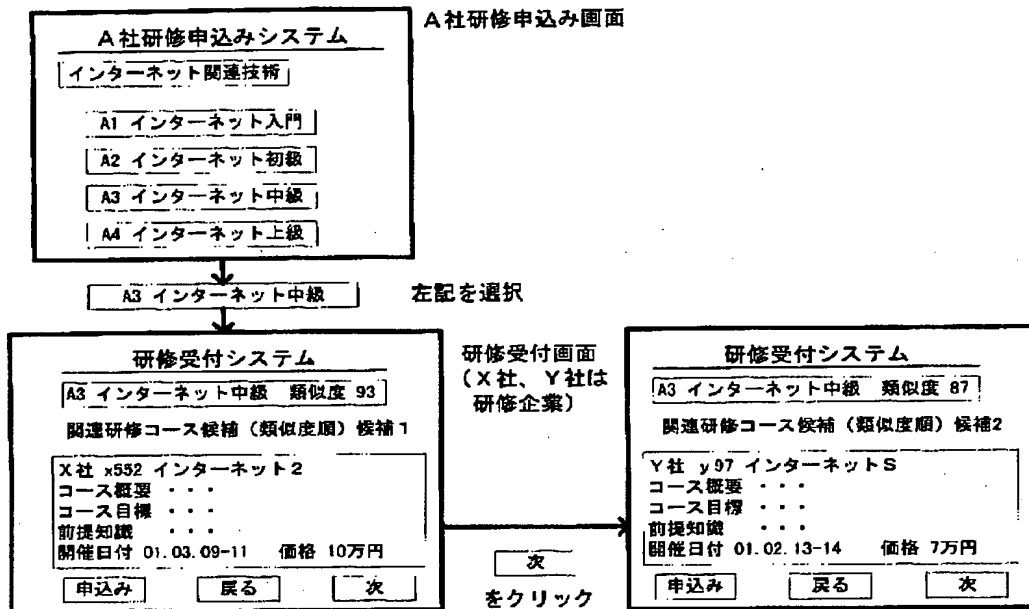 A社研修申込み画面
A社研修申込みシステム
インターネット関連技術
A1 インターネット入門
A2 インターネット初級
A3 インターネット中級
A4 インターネット上級
A3 インターネット中級
左記を選択
研修受付システム
A3 インターネット中級 類似度 93
関連研修コース候補（類似度順）候補1
X社 x552 インターネット2
コース概要 ・・・
コース目標 ・・・
前提知識 ・・・
開催日付 01.03.09-11 価格 10万円
申込み 戻る 次
研修受付画面
（X社、Y社は
研修企業）
次
をクリック
研修受付システム
A3 インターネット中級 類似度 87
関連研修コース候補（類似度順）候補2
Y社 y97 インターネットS
コース概要 ・・・
コース目標 ・・・
前提知識 ・・・
開催日付 01.02.13-14 価格 7万円
申込み 戻る 次